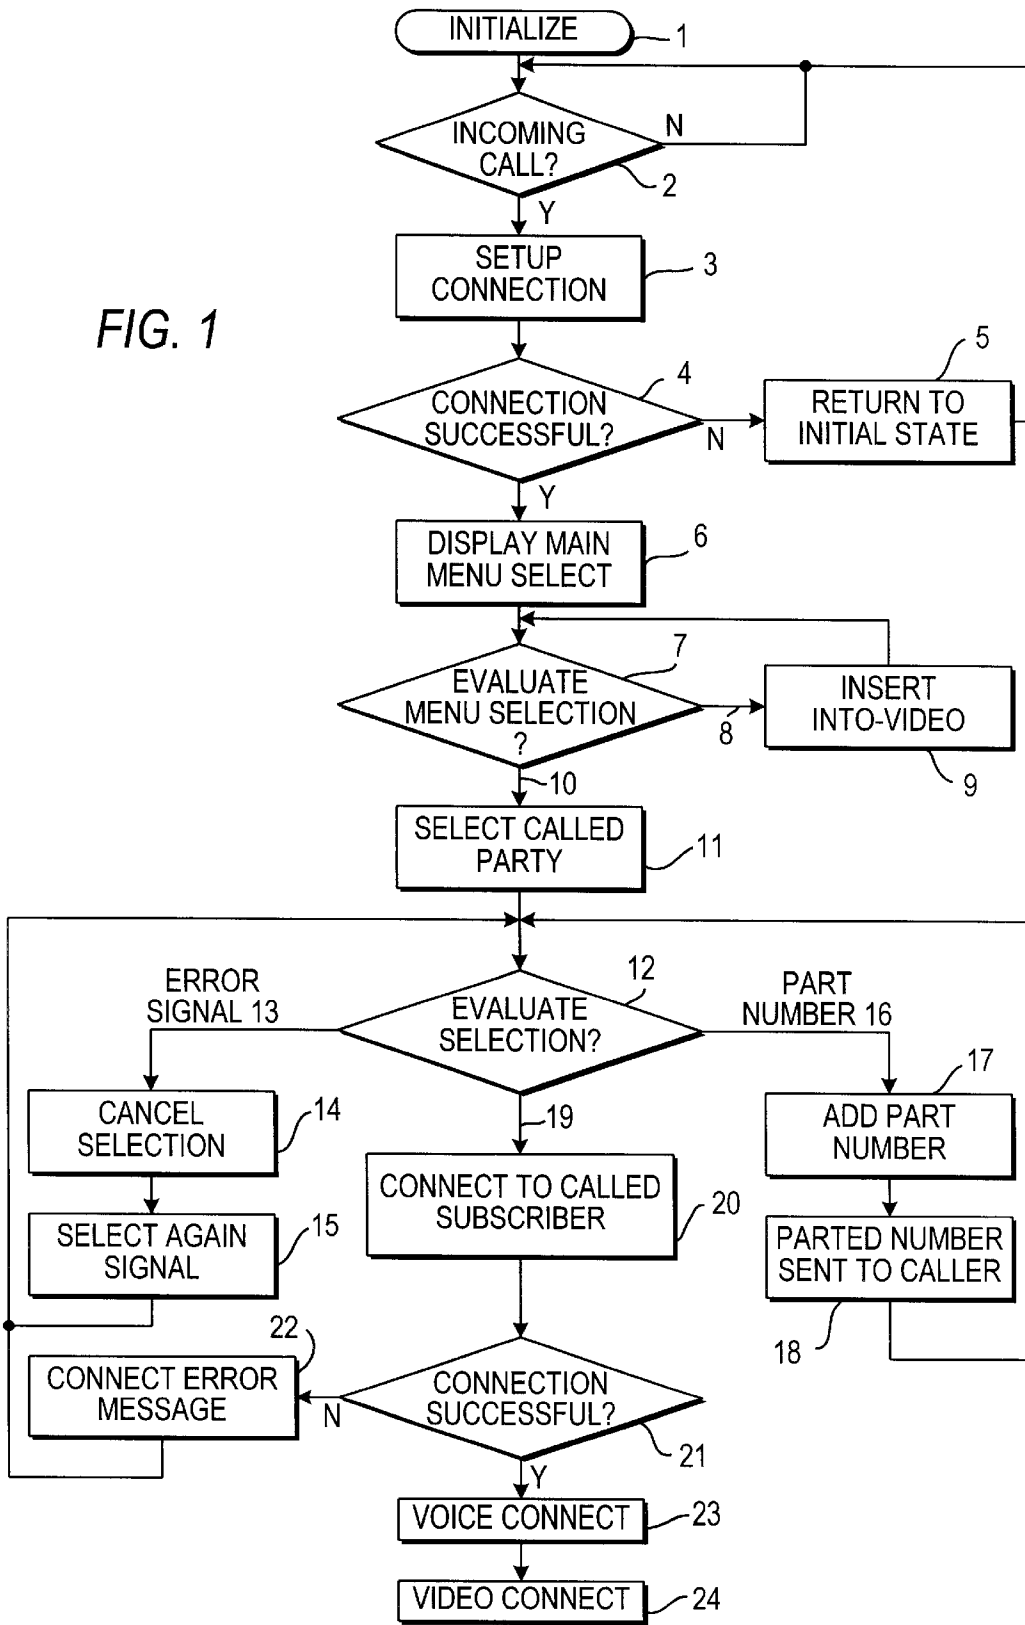 INITIALIZE
1
INCOMING
CALL?
N
2
Y
SETUP
CONNECTION
3
FIG. 1
CONNECTION
SUCCESSFUL?
4
N
5
RETURN TO
INITIAL STATE
Y
DISPLAY MAIN
MENU SELECT
6
EVALUATE
MENU SELECTION
?
7
8
INSERT
INTO-VIDEO
9
10
SELECT CALLED
PARTY
11
EVALUATE
SELECTION?
12
ERROR
SIGNAL 13
PART
NUMBER 16
CANCEL
SELECTION
14
19
17
ADD PART
NUMBER
SELECT AGAIN
SIGNAL
15
CONNECT TO CALLED
SUBSCRIBER
20
PARTED NUMBER
SENT TO CALLER
18
22
CONNECT ERROR
MESSAGE
N
CONNECTION
SUCCESSFUL?
21
Y
VOICE CONNECT
23
VIDEO CONNECT
24